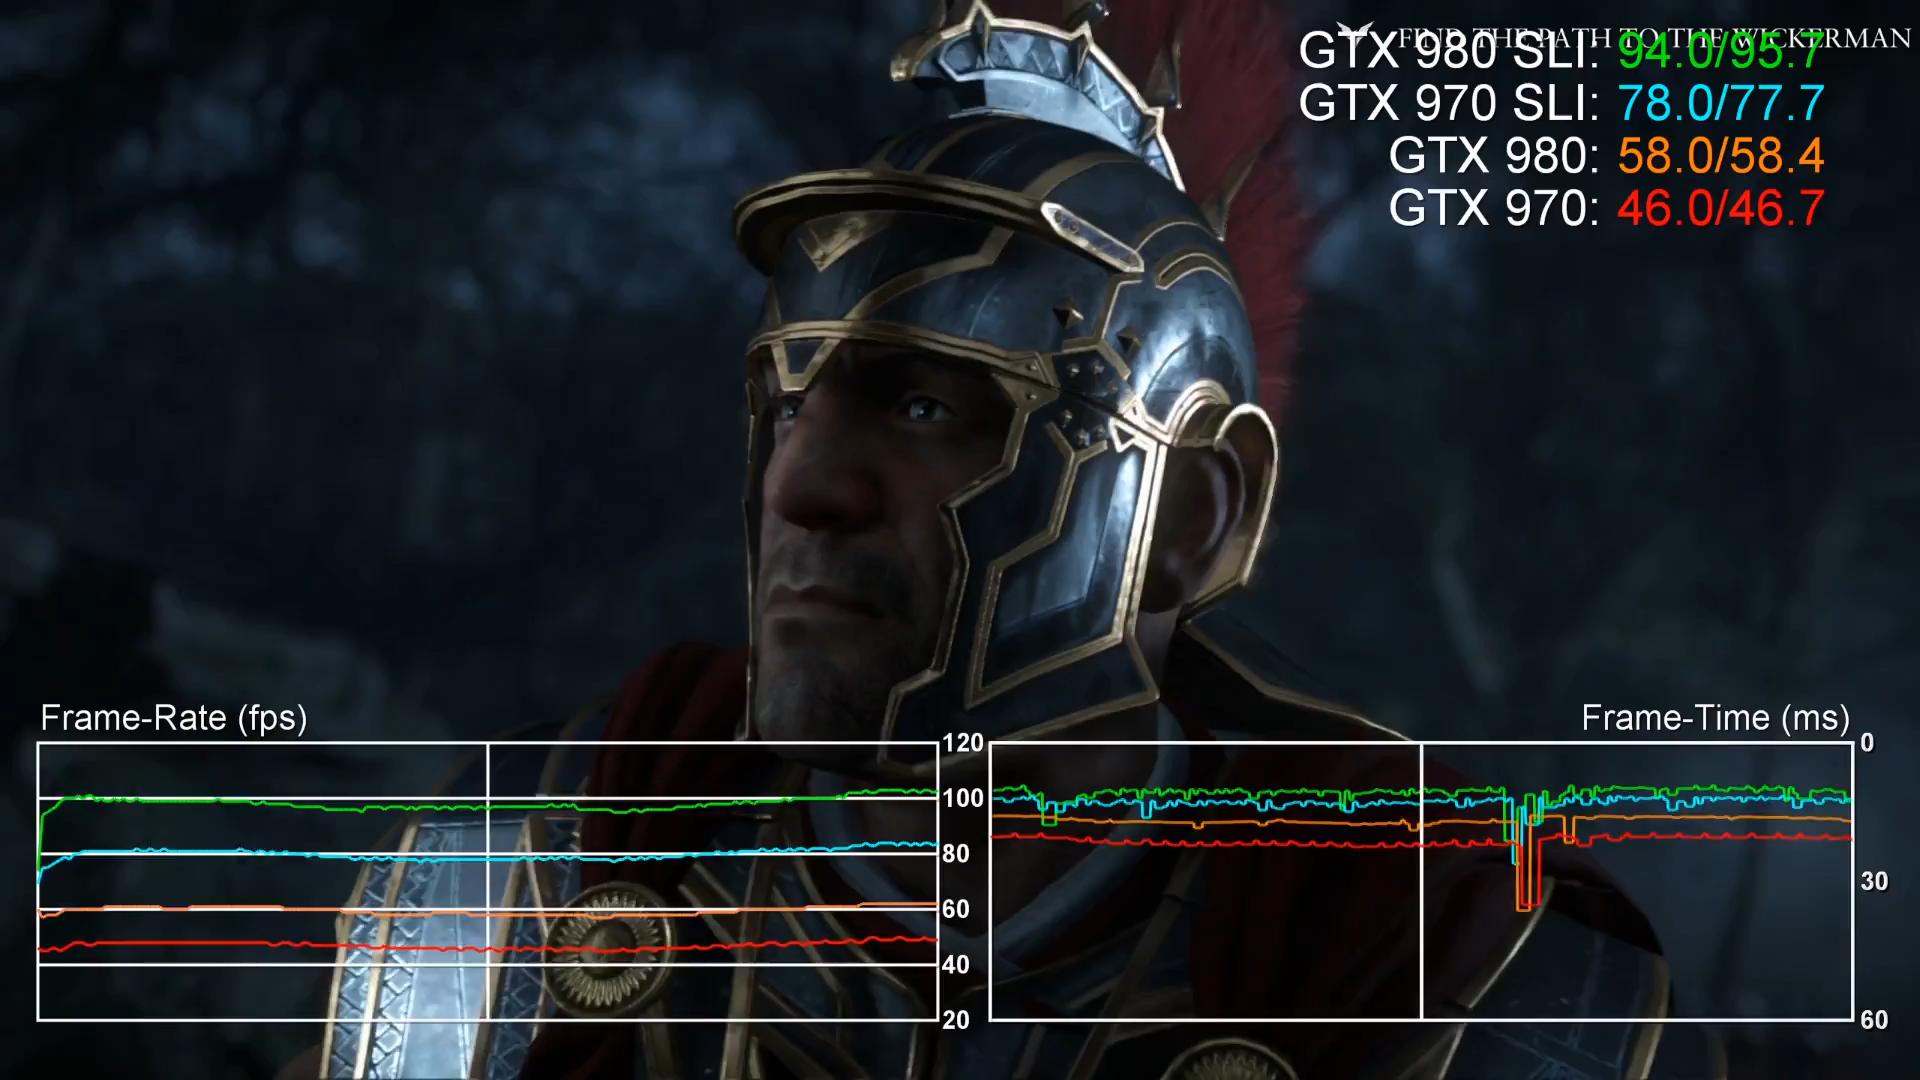 FIND THE PATH TO THE WICKERMAN
GTX 980 SLI: 94.0/95.7
GTX 970 SLI: 78.0/77.7
GTX 980: 58.0/58.4
GTX 970: 46.0/46.7
Frame-Rate (fps)
120
100
80
60
40
20
Frame-Time (ms)
0
30
60